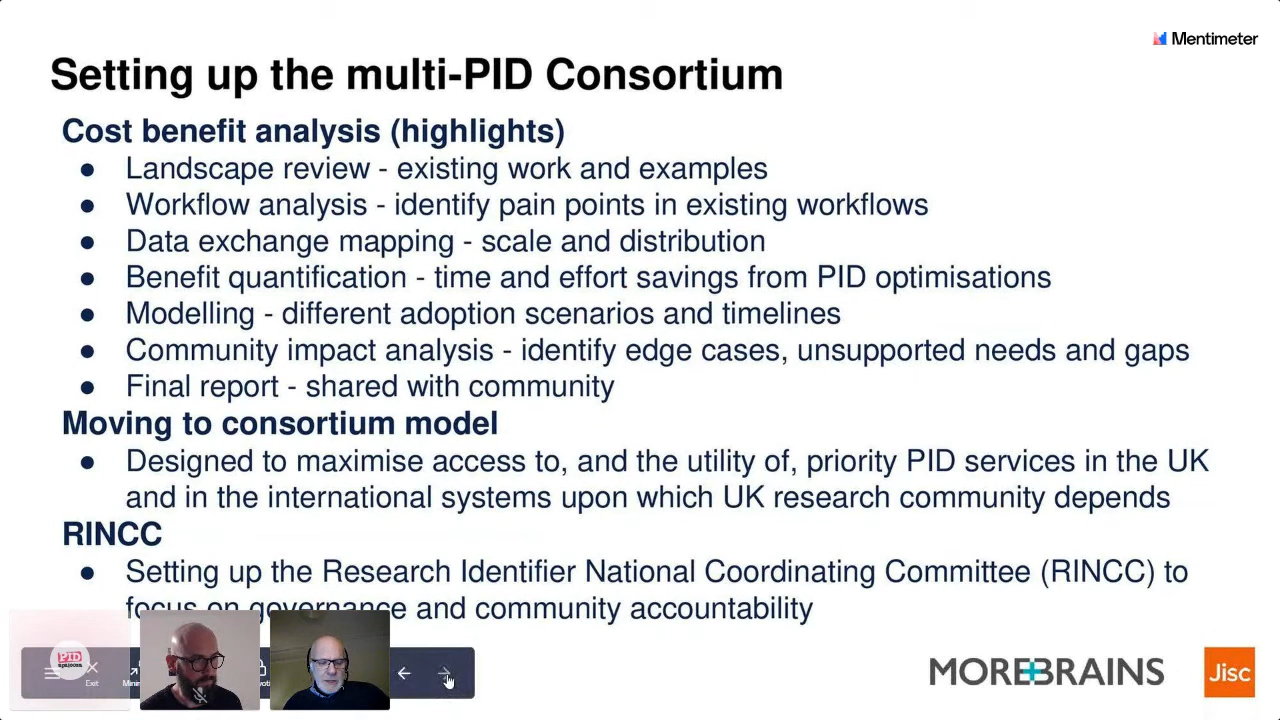 Mentimeter
Setting up the multi-PID Consortium
Cost benefit analysis (highlights)
● Landscape review - existing work and examples
● Workflow analysis - identify pain points in existing workflows
● Data exchange mapping - scale and distribution
● Benefit quantification - time and effort savings from PID optimisations
● Modelling - different adoption scenarios and timelines
● Community impact analysis - identify edge cases, unsupported needs and gaps
● Final report - shared with community
Moving to consortium model
● Designed to maximise access to, and the utility of, priority PID services in the UK
and in the international systems upon which UK research community depends
RINCC
● Setting up the Research Identifier National Coordinating Committee (RINCC) to
focus on governance and community accountability
PID
apalooza
Exit
MOREBRAINS
Jisc